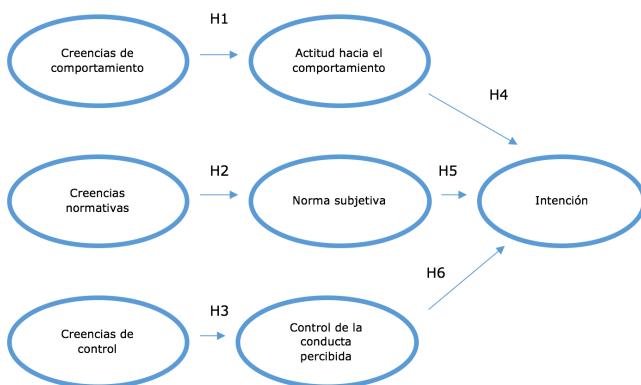 H1
Creencias de
comportamiento
Actitud hacia el
comportamiento
H4
H2
H5
Creencias
normativas
Norma subjetiva
Intención
H6
H3
Creencias de
control
Control de la
conducta
percibida